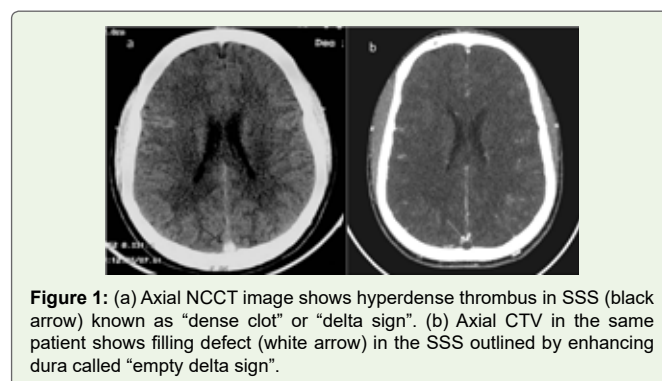 a
b
Figure 1: (a) Axial NCCT image shows hyperdense thrombus in SSS (black
arrow) known as “dense clot” or “delta sign”. (b) Axial CTV in the same
patient shows filling defect (white arrow) in the SSS outlined by enhancing
dura called “empty delta sign”.